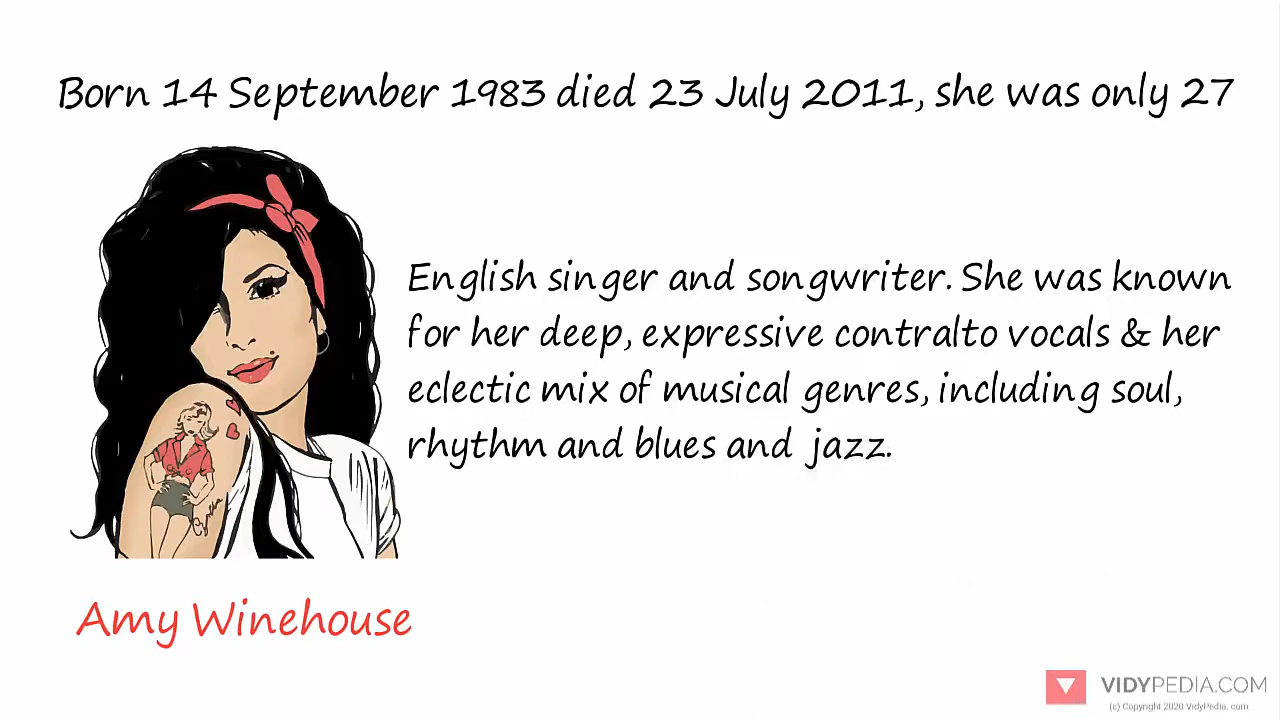 Born 14 September 1983 died 23 July 2011, she was only 27
English singer and songwriter. She was known
for her deep, expressive contralto vocals & her
eclectic mix of musical genres, including soul,
rhythm and blues and jazz.
Cynthia
Amy Winehouse
VIDYPEDIA.COM
(c) Copyright 2020 VidyPedia. com